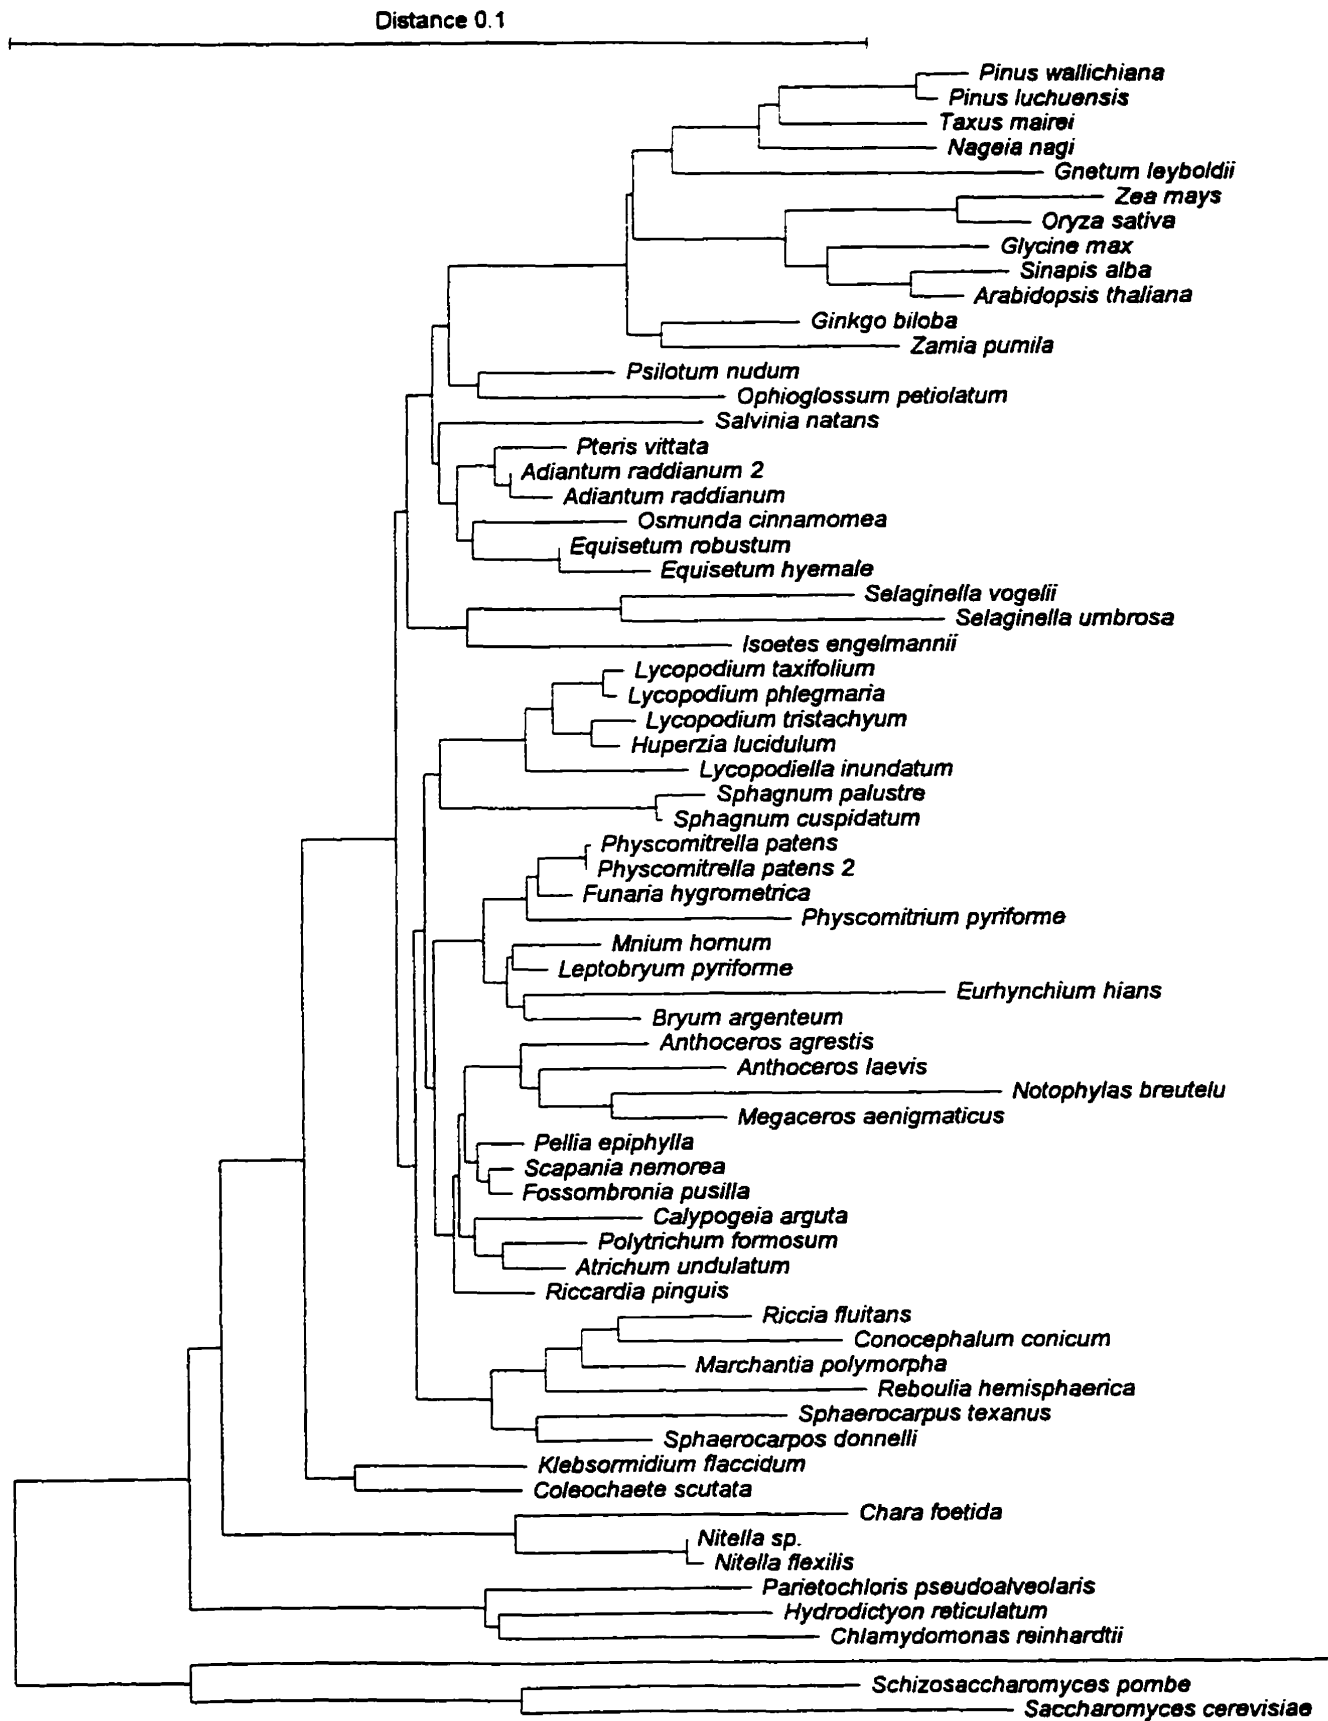 Distance 0.1
Pinus wallichiana
Pinus luchuensis
Taxus mairei
Nageia nagi
Gnetum leyboldii
Zea mays
Oryza sativa
Glycine max
Sinapis alba
Arabidopsis thaliana
Ginkgo biloba
Zamia pumila
Psilotum nudum
Ophioglossum petiolatum
Salvinia natans
Pteris vittata
Adiantum raddianum 2
Adiantum raddianum
Osmunda cinnamomea
Equisetum robustum
Equisetum hyemale
Selaginella vogelii
Selaginella umbrosa
Isoetes engelmannii
Lycopodium taxifolium
Lycopodium phlegmaria
Lycopodium tristachyum
Huperzia lucidulum
Lycopodiella inundatum
Sphagnum palustre
Sphagnum cuspidatum
Physcomitrella patens
Physcomitrella patens 2
Funaria hygrometrica
Physcomitrium pyriforme
Mnium hornum
Leptobryum pyriforme
Eurhynchium hians
Bryum argenteum
Anthoceros agrestis
Anthoceros laevis
Notophylas breutelu
Megaceros aenigmaticus
Pellia epiphylla
Scapania nemorea
Fossombronia pusilla
Calypogeia arguta
Polytrichum formosum
Atrichum undulatum
Riccardia pinguis
Riccia fluitans
Conocephalum conicum
Marchantia polymorpha
Reboulia hemisphaerica
Sphaerocarpus texanus
Sphaerocarpos donnelli
Klebsormidium flaccidum
Coleochaete scutata
Chara foetida
Nitella sp.
Nitella flexilis
Parietochloris pseudoalveolaris
Hydrodictyon reticulatum
Chlamydomonas reinhardtii
Schizosaccharomyces pombe
Saccharomyces cerevisiae